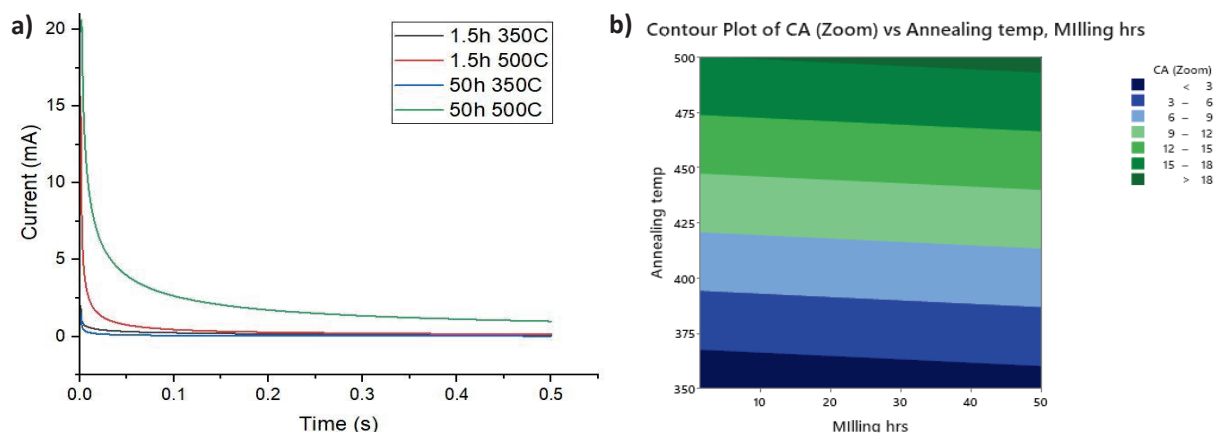 a)
20
15
10
5
0
Current (mA)
1.5h 350C
1.5h 500C
50h 350C
50h 500C
0.0 0.1 0.2 0.3 0.4 0.5
Time (s)
b) Contour Plot of CA (Zoom) vs Annealing temp, MIlling hrs
500
475
450
425
400
375
350
Annealing temp
10 20 30 40 50
MIlling hrs
CA (Zoom)
< 3
3 – 6
6 – 9
9 – 12
12 – 15
15 – 18
> 18